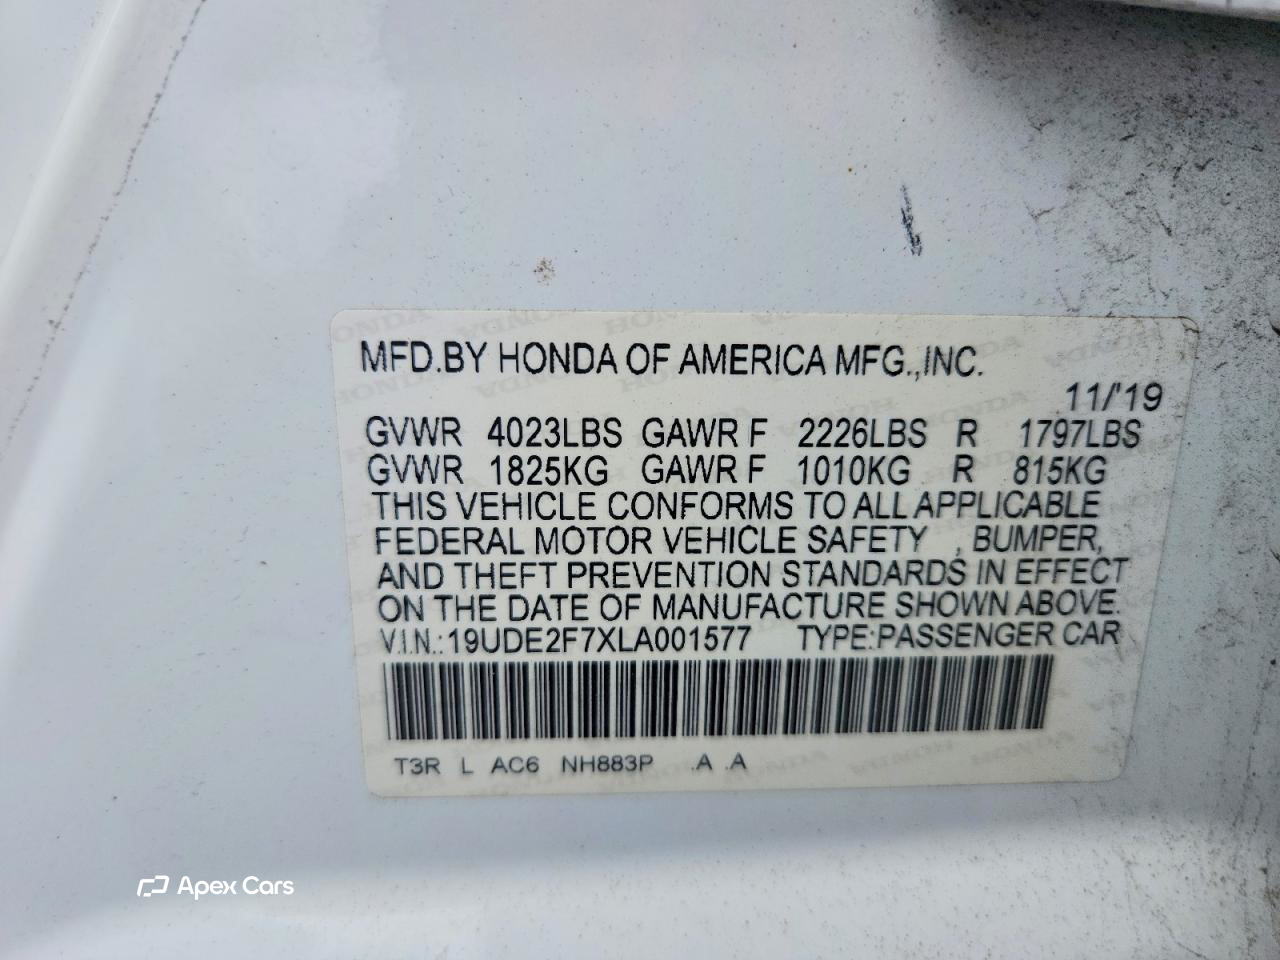 MFD.BY HONDA OF AMERICA MFG.,INC.
11/'19
GVWR 4023LBS GAWR F 2226LBS R 1797LBS
GVWR 1825KG GAWR F 1010KG R 815KG
THIS VEHICLE CONFORMS TO ALL APPLICABLE
FEDERAL MOTOR VEHICLE SAFETY , BUMPER,
AND THEFT PREVENTION STANDARDS IN EFFECT
ON THE DATE OF MANUFACTURE SHOWN ABOVE.
V.I.N.:19UDE2F7XLA001577 TYPE:PASSENGER CAR
T3R L AC6 NH883P .A .A
Apex Cars